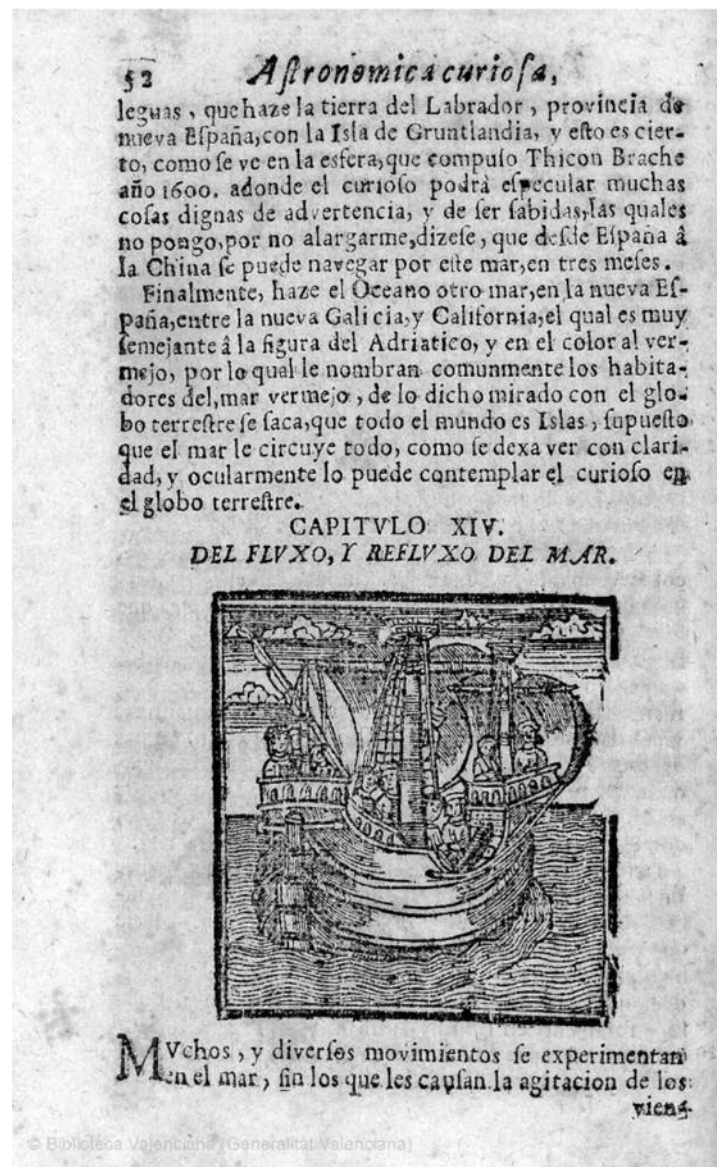 52 Aſtronomica curioſa,
leguas, que haze la tierra del Labrador, provincia de
nueva Eſpaña, con la Isla de Gruntlandia, y eſto es cier-
to, como ſe ve en la esfera, que compuſo Thicon Brache
año 1600. adonde el curioſo podrà eſpecular muchas
coſas dignas de advertencia, y de ſer ſabidas, las quales
no pongo, por no alargarme, dizeſe, que deſde Eſpaña â
la China ſe puede navegar por eſte mar, en tres meſes.
Finalmente, haze el Oceano otro mar, en la nueva Eſ-
paña, entre la nueva Galicia, y California, el qual es muy
ſemejante â la figura del Adriatico, y en el color al ver-
mejo, por lo qual le nombran comunmente los habita-
dores del, mar vermejo, de lo dicho mirado con el glo-
bo terreſtre ſe ſaca, que todo el mundo es Islas, ſupueſto
que el mar le circuye todo, como ſe dexa ver con clari-
dad, y ocularmente lo puede contemplar el curioſo en
el globo terreſtre.
CAPITVLO XIV.
DEL FLVXO, Y REFLVXO DEL MAR.
MVchos, y diverſos movimientos ſe experimentan
en el mar, ſin los que les cauſan la agitacion de los
vien-
© Biblioteca Valenciana (Generalitat Valenciana)